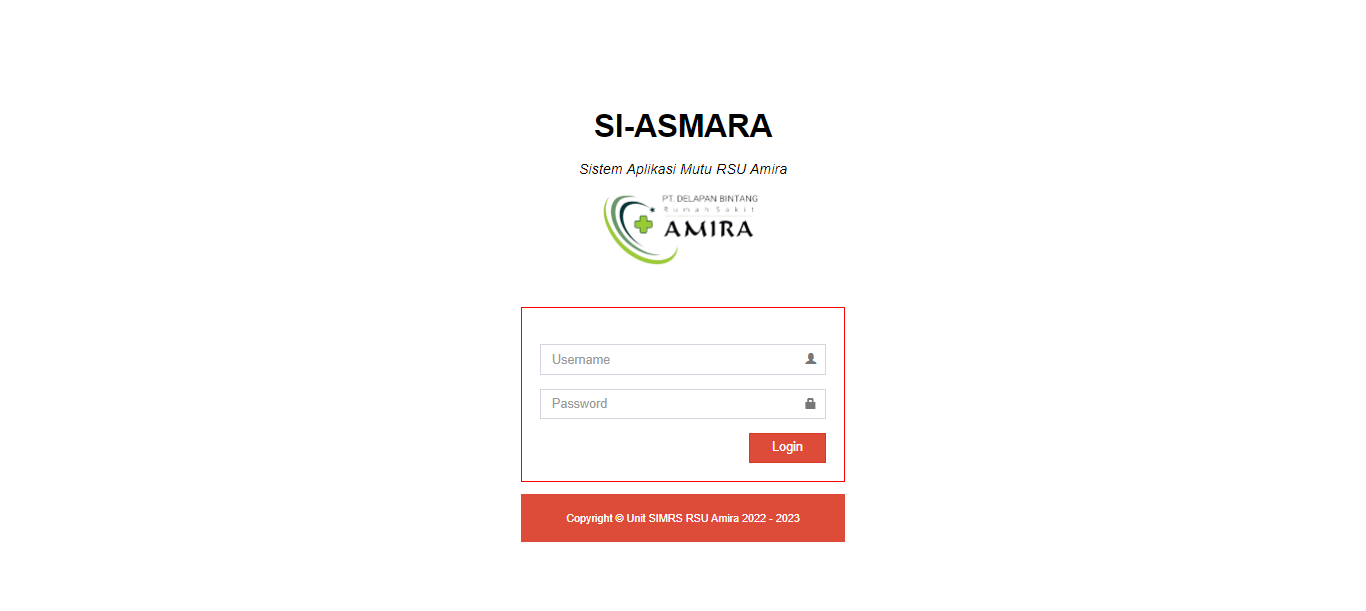 SI-ASMARA
Sistem Aplikasi Mutu RSU Amira
PT. DELAPAN BINTANG
Rumah Sakit
AMIRA
Username
Password
Login
Copyright © Unit SIMRS RSU Amira 2022 - 2023